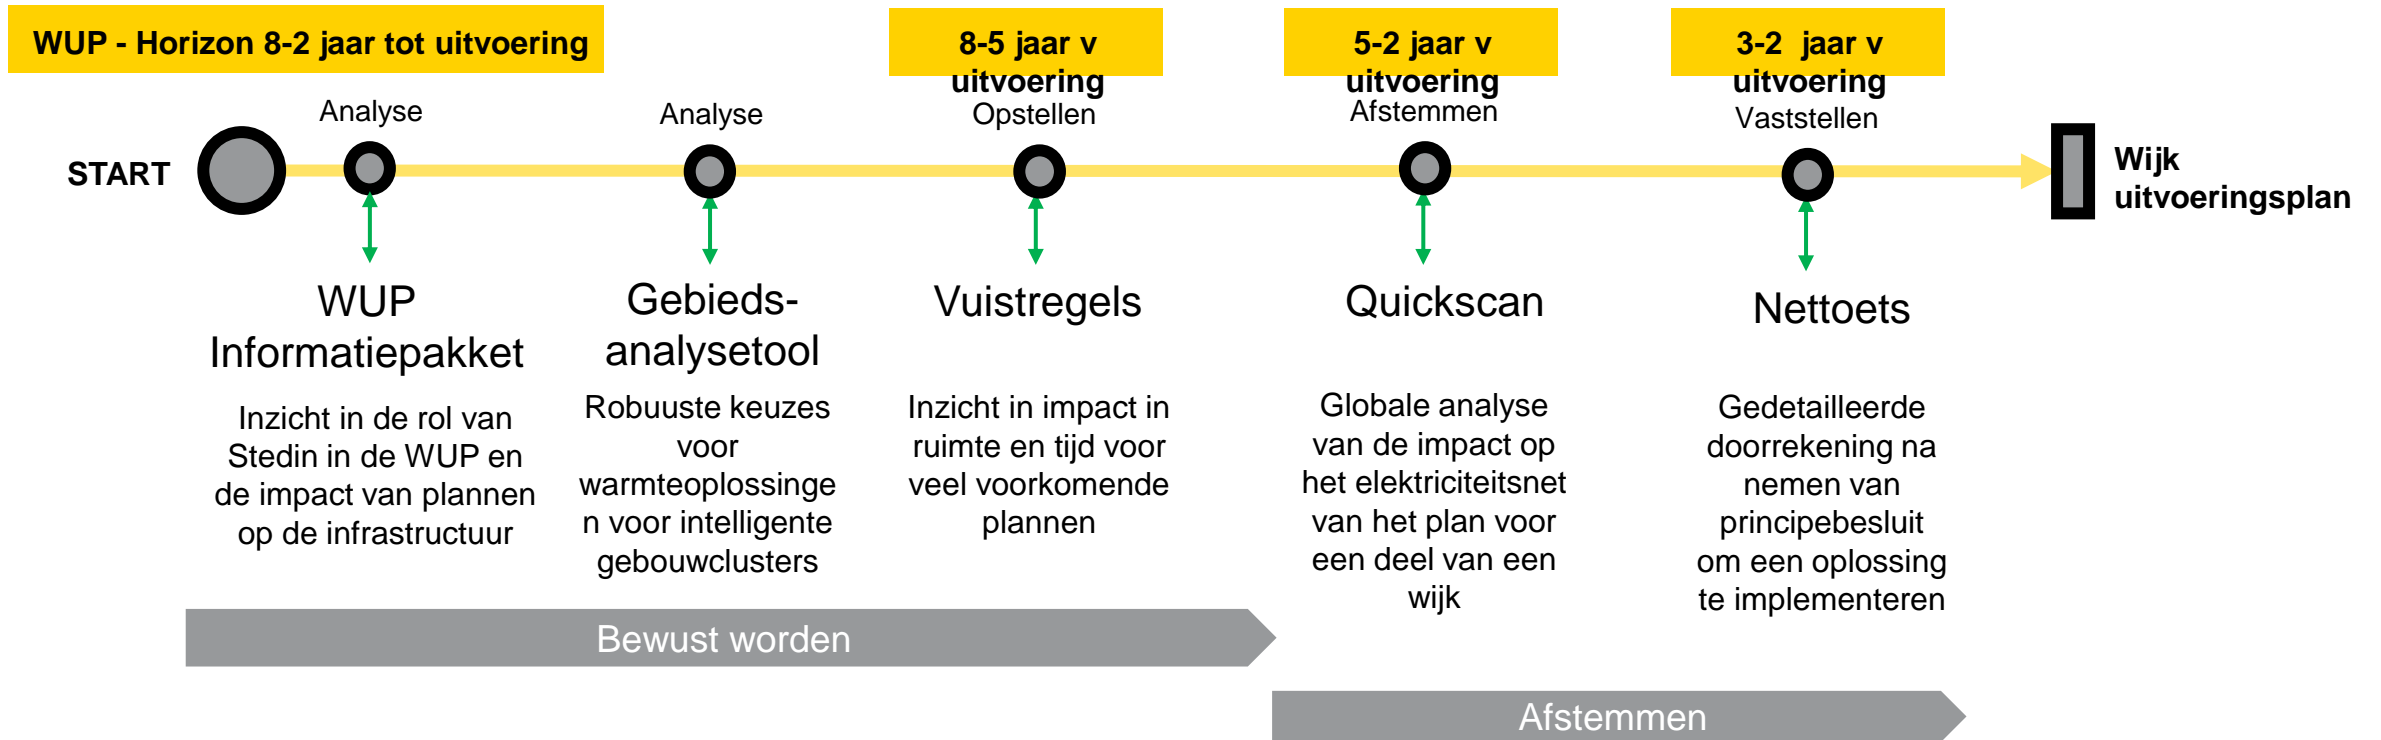 WUP - Horizon 8-2 jaar tot uitvoering
8-5 jaar v
uitvoering
5-2 jaar v
uitvoering
3-2 jaar v
uitvoering
Analyse
Analyse
Opstellen
Afstemmen
Vaststellen
START
Wijk
uitvoeringsplan
WUP
Informatiepakket
Inzicht in de rol van
Stedin in de WUP en
de impact van plannen
op de infrastructuur
Gebieds-
analysetool
Robuuste keuzes
voor
warmteoplossinge
n voor intelligente
gebouwclusters
Vuistregels
Inzicht in impact in
ruimte en tijd voor
veel voorkomende
plannen
Quickscan
Globale analyse
van de impact op
het elektriciteitsnet
van het plan voor
een deel van een
wijk
Nettoets
Gedetailleerde
doorrekening na
nemen van
principebesluit
om een oplossing
te implementeren
Bewust worden
Afstemmen